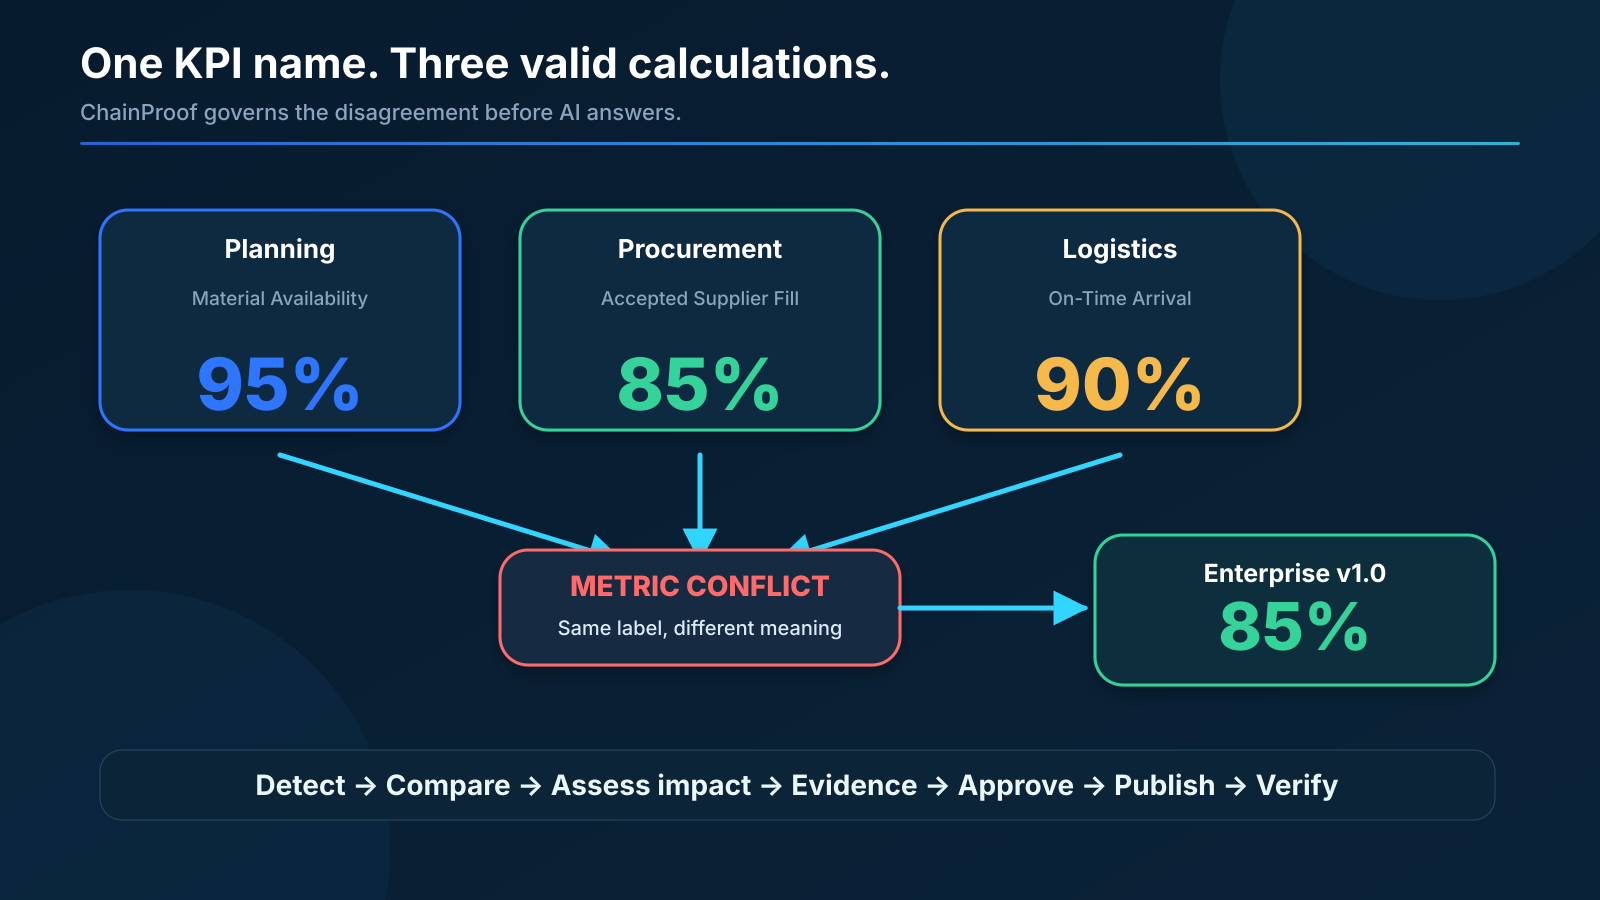 One KPI name. Three valid calculations.
ChainProof governs the disagreement before AI answers.
Planning
Material Availability
95%
Procurement
Accepted Supplier Fill
85%
Logistics
On-Time Arrival
90%
METRIC CONFLICT
Same label, different meaning
Enterprise v1.0
85%
Detect → Compare → Assess impact → Evidence → Approve → Publish → Verify